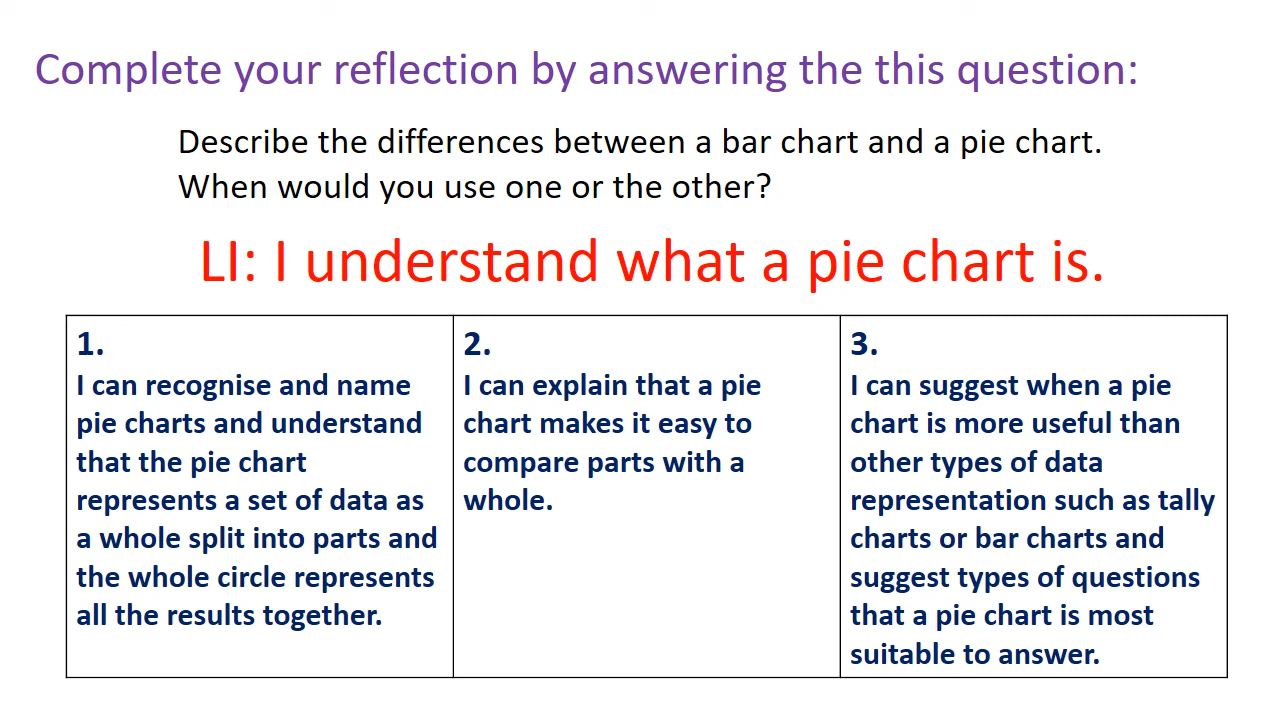 Complete your reflection by answering the this question:
Describe the differences between a bar chart and a pie chart.
When would you use one or the other?
LI: I understand what a pie chart is.
1.
I can recognise and name
pie charts and understand
that the pie chart
represents a set of data as
a whole split into parts and
the whole circle represents
all the results together.
2.
I can explain that a pie
chart makes it easy to
compare parts with a
whole.
3.
I can suggest when a pie
chart is more useful than
other types of data
representation such as tally
charts or bar charts and
suggest types of questions
that a pie chart is most
suitable to answer.